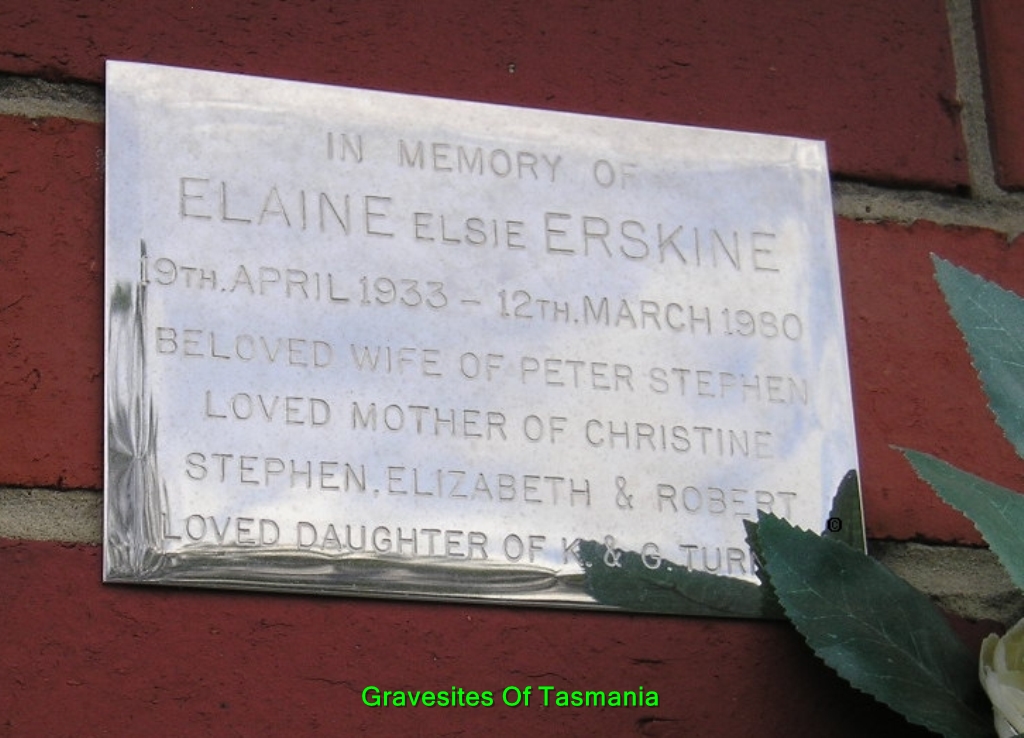 IN MEMORY OF
ELAINE ELSIE ERSKINE
19TH. APRIL 1933 – 12TH. MARCH 1980
BELOVED WIFE OF PETER STEPHEN
LOVED MOTHER OF CHRISTINE
STEPHEN, ELIZABETH & ROBERT
LOVED DAUGHTER OF K. & G.
©
Gravesites Of Tasmania